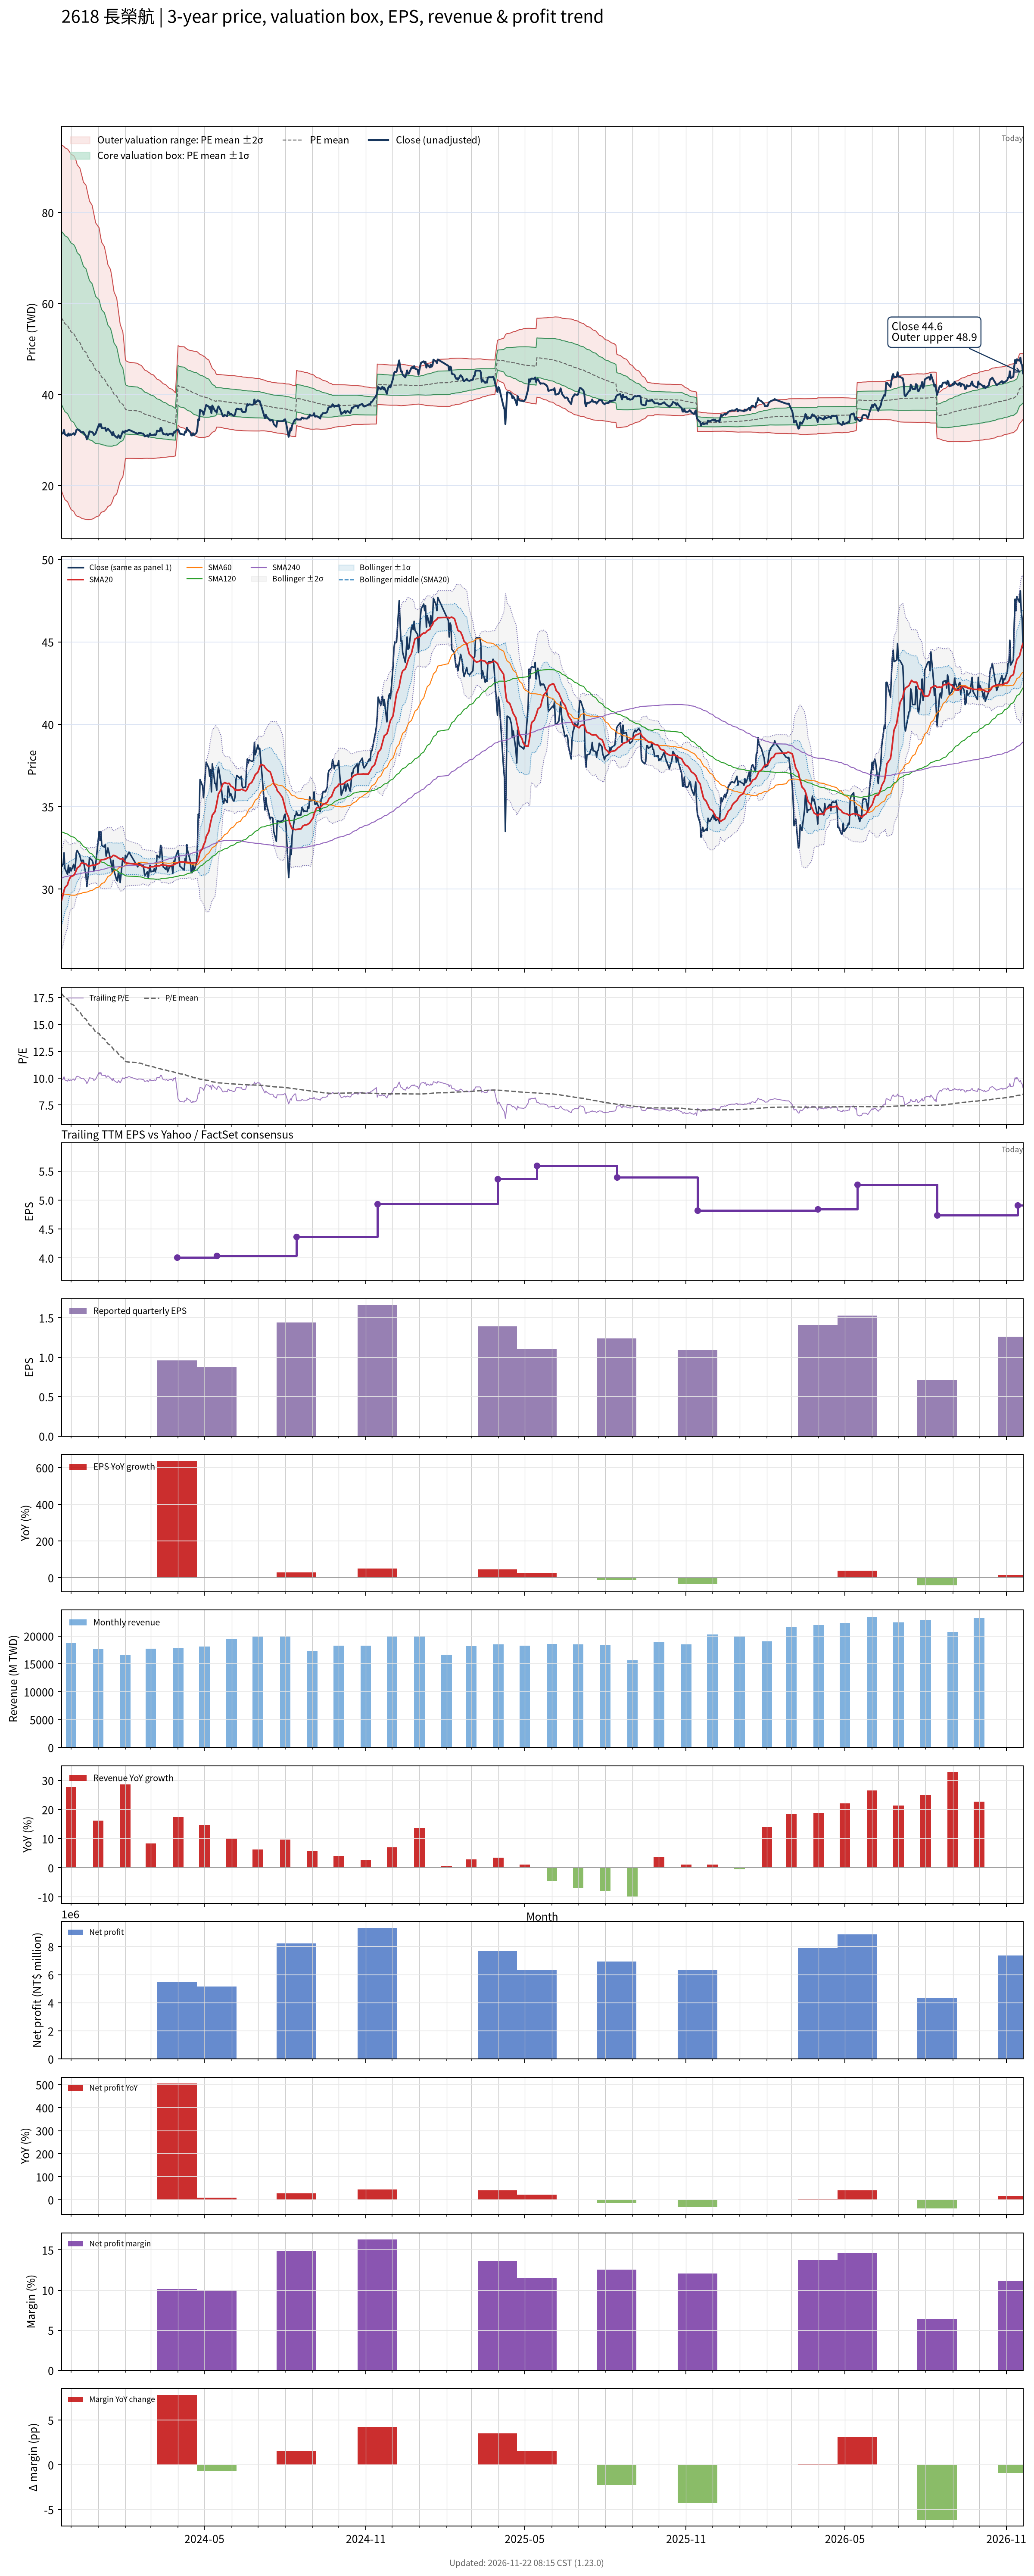 2618 長榮航 | 3-year price, valuation box, EPS, revenue & profit trend
Outer valuation range: PE mean ±2σ
PE mean
Close (unadjusted)
Core valuation box: PE mean ±1σ
Today
80
60
40
20
Price (TWD)
Close 44.6
Outer upper 48.9
Close (same as panel 1)
SMA20
SMA60
SMA120
SMA240
Bollinger ±2σ
Bollinger ±1σ
Bollinger middle (SMA20)
50
45
40
35
30
Price
Trailing P/E
P/E mean
17.5
15.0
12.5
10.0
7.5
P/E
Trailing TTM EPS vs Yahoo / FactSet consensus
Today
5.5
5.0
4.5
4.0
EPS
Reported quarterly EPS
1.5
1.0
0.5
0.0
EPS
EPS YoY growth
600
400
200
0
YoY (%)
Monthly revenue
20000
15000
10000
5000
0
Revenue (M TWD)
Revenue YoY growth
30
20
10
0
-10
YoY (%)
Month
1e6
Net profit
8
6
4
2
0
Net profit (NT$ million)
Net profit YoY
500
400
300
200
100
0
YoY (%)
Net profit margin
15
10
5
0
Margin (%)
Margin YoY change
5
0
-5
Δ margin (pp)
2024-05
2024-11
2025-05
2025-11
2026-05
2026-11
Updated: 2026-11-22 08:15 CST (1.23.0)